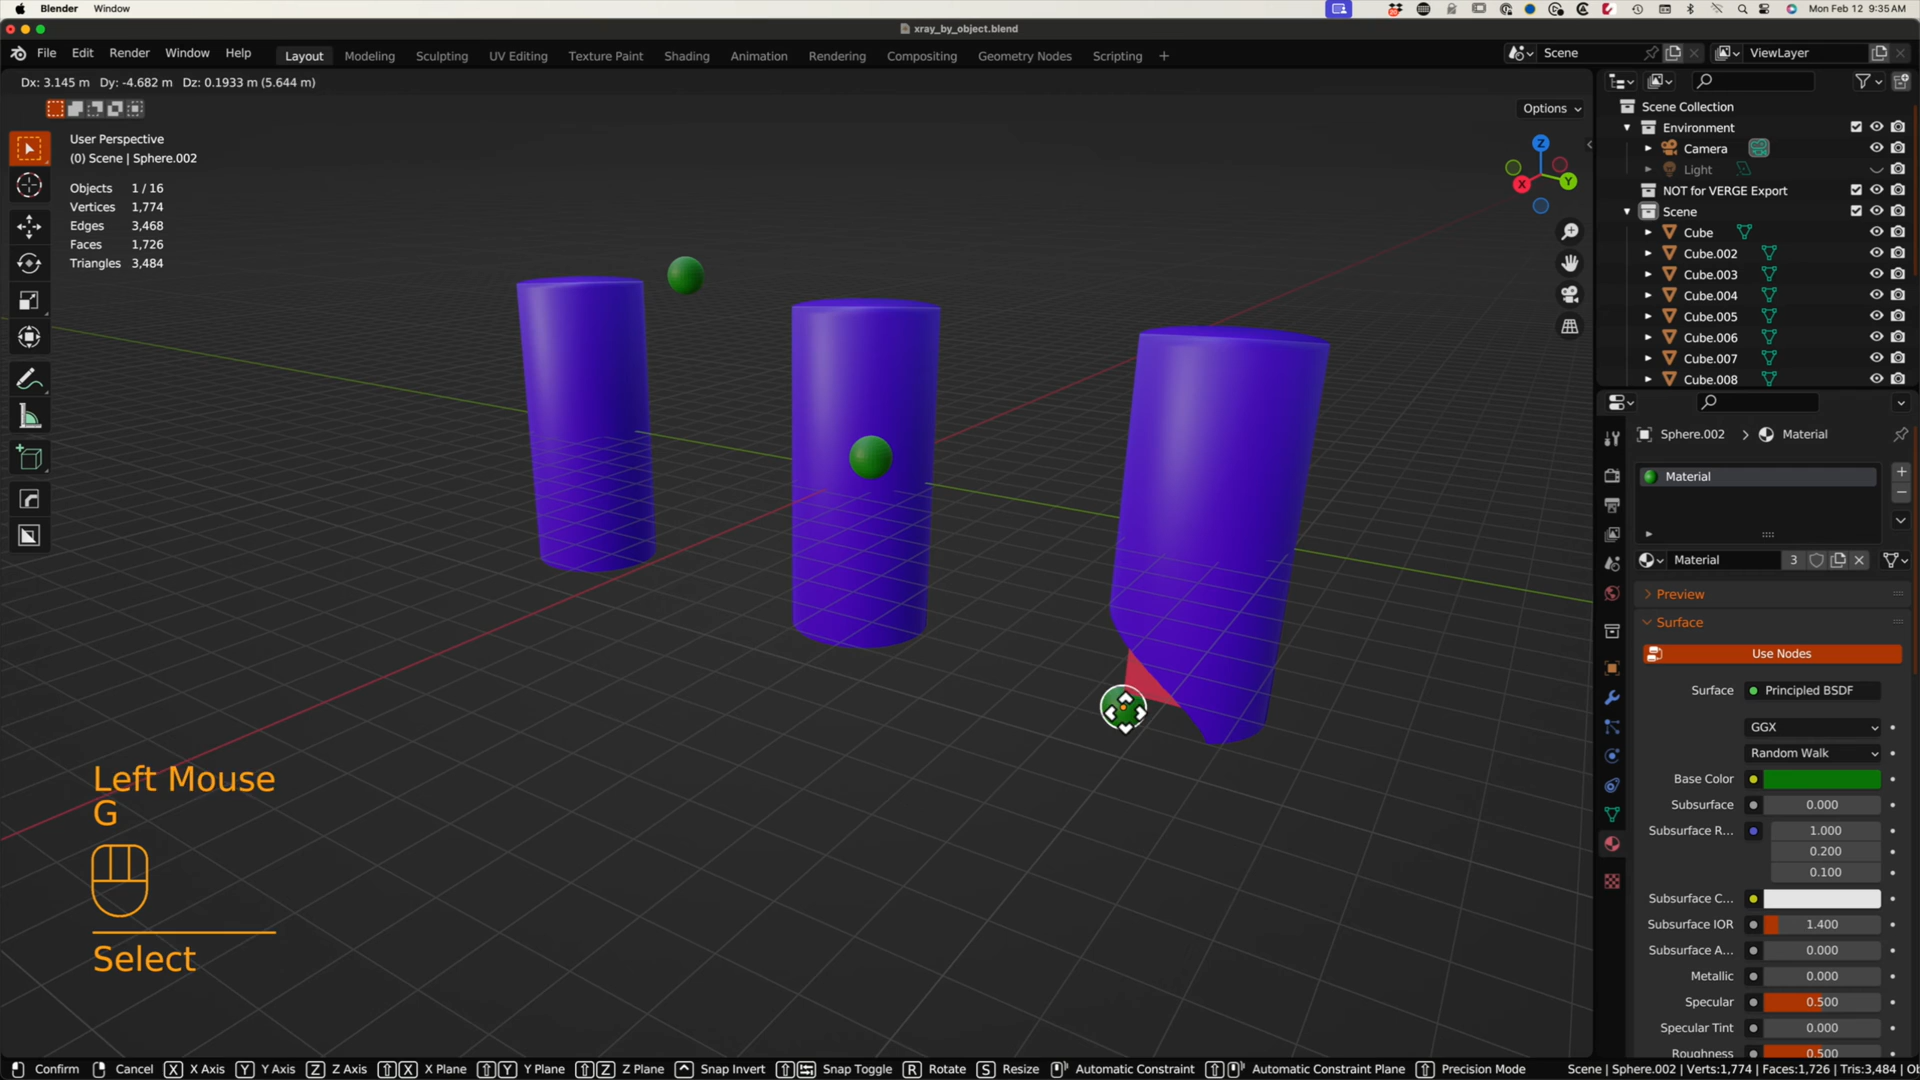 Blender Window Mon Feb 12 9:35 AM
xray_by_object.blend
File Edit Render Window Help Layout Modeling Sculpting UV Editing Texture Paint Shading Animation Rendering Compositing Geometry Nodes Scripting + Scene ViewLayer
Dx: 3.145 m Dy: -4.682 m Dz: 0.1933 m (5.644 m)
Options
User Perspective
(0) Scene | Sphere.002
Objects 1 / 16
Vertices 1,774
Edges 3,468
Faces 1,726
Triangles 3,484
Z
X
Y
Scene Collection
Environment
Camera
Light
NOT for VERGE Export
Scene
Cube
Cube.002
Cube.003
Cube.004
Cube.005
Cube.006
Cube.007
Cube.008
Sphere.002 > Material
Material
Material 3
Preview
Surface
Use Nodes
Surface Principled BSDF
GGX
Random Walk
Base Color
Subsurface 0.000
Subsurface R... 1.000
0.200
0.100
Subsurface C...
Subsurface IOR 1.400
Subsurface A... 0.000
Metallic 0.000
Specular 0.500
Specular Tint 0.000
Roughness 0.500
Left Mouse
G
Select
Confirm Cancel X X Axis Y Y Axis Z Z Axis X X Plane Y Y Plane Z Z Plane Snap Invert Snap Toggle R Rotate S Resize Automatic Constraint Automatic Constraint Plane Precision Mode Scene | Sphere.002 | Verts:1,774 | Faces:1,726 | Tris:3,484 | Ob